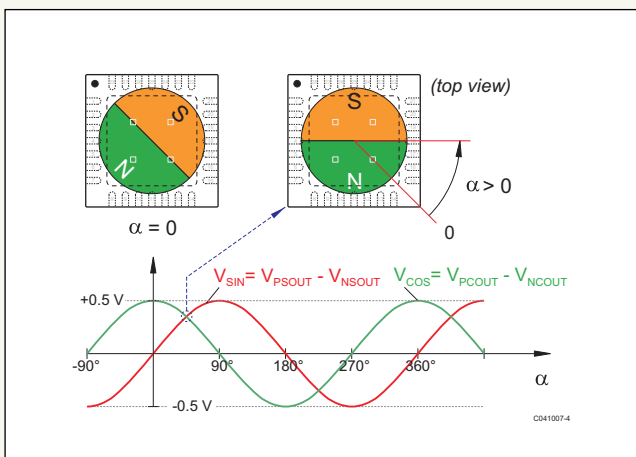 S
N
α = 0
S
N
(top view)
α > 0
0
V_SIN= V_PSOUT - V_NSOUT
V_COS= V_PCOUT - V_NCOUT
+0.5 V
-90°
90°
180°
270°
360°
α
-0.5 V
C041007-4